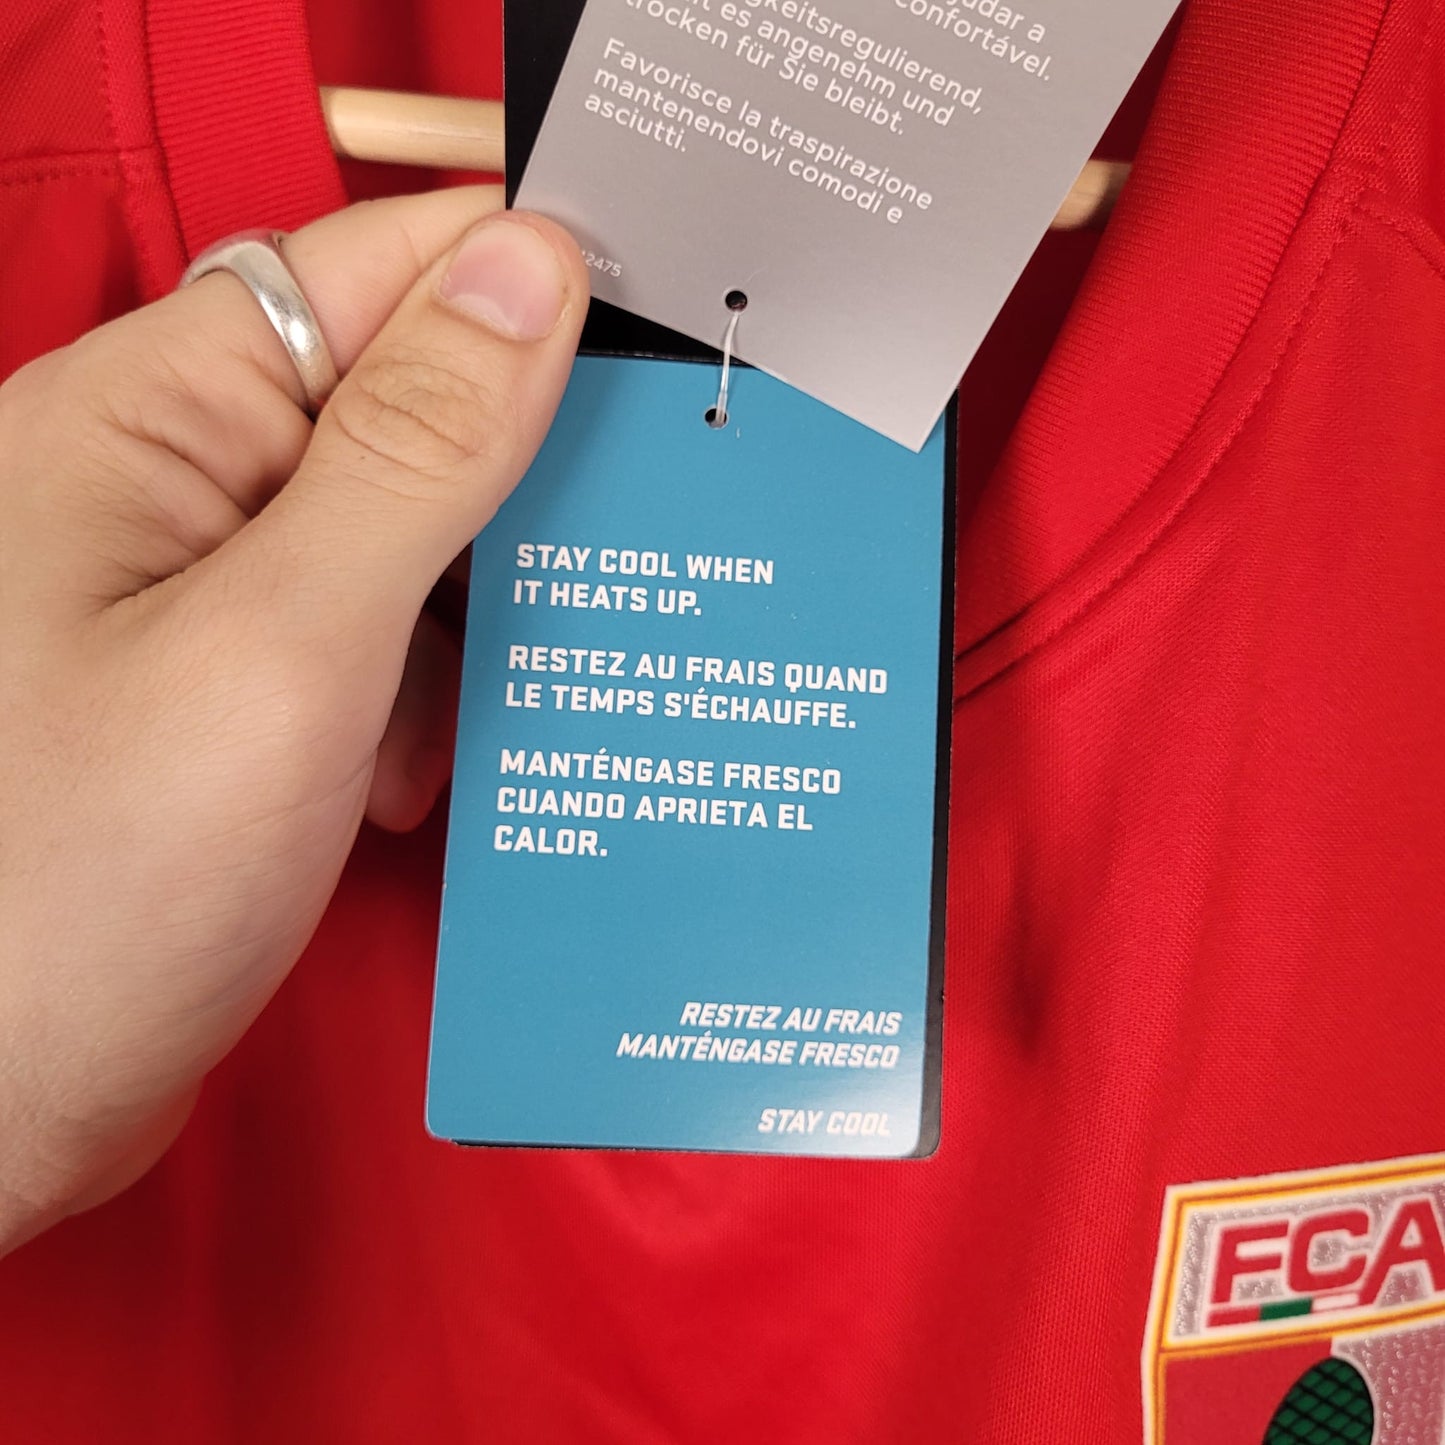 confortável.
es angenehm und
trocken für Sie bleibt.
Favorisce la traspirazione
mantenendovi comodi e
asciutti.
2475
STAY COOL WHEN
IT HEATS UP.
RESTEZ AU FRAIS QUAND
LE TEMPS S'ÉCHAUFFE.
MANTÉNGASE FRESCO
CUANDO APRIETA EL
CALOR.
RESTEZ AU FRAIS
MANTÉNGASE FRESCO
STAY COOL
FCA